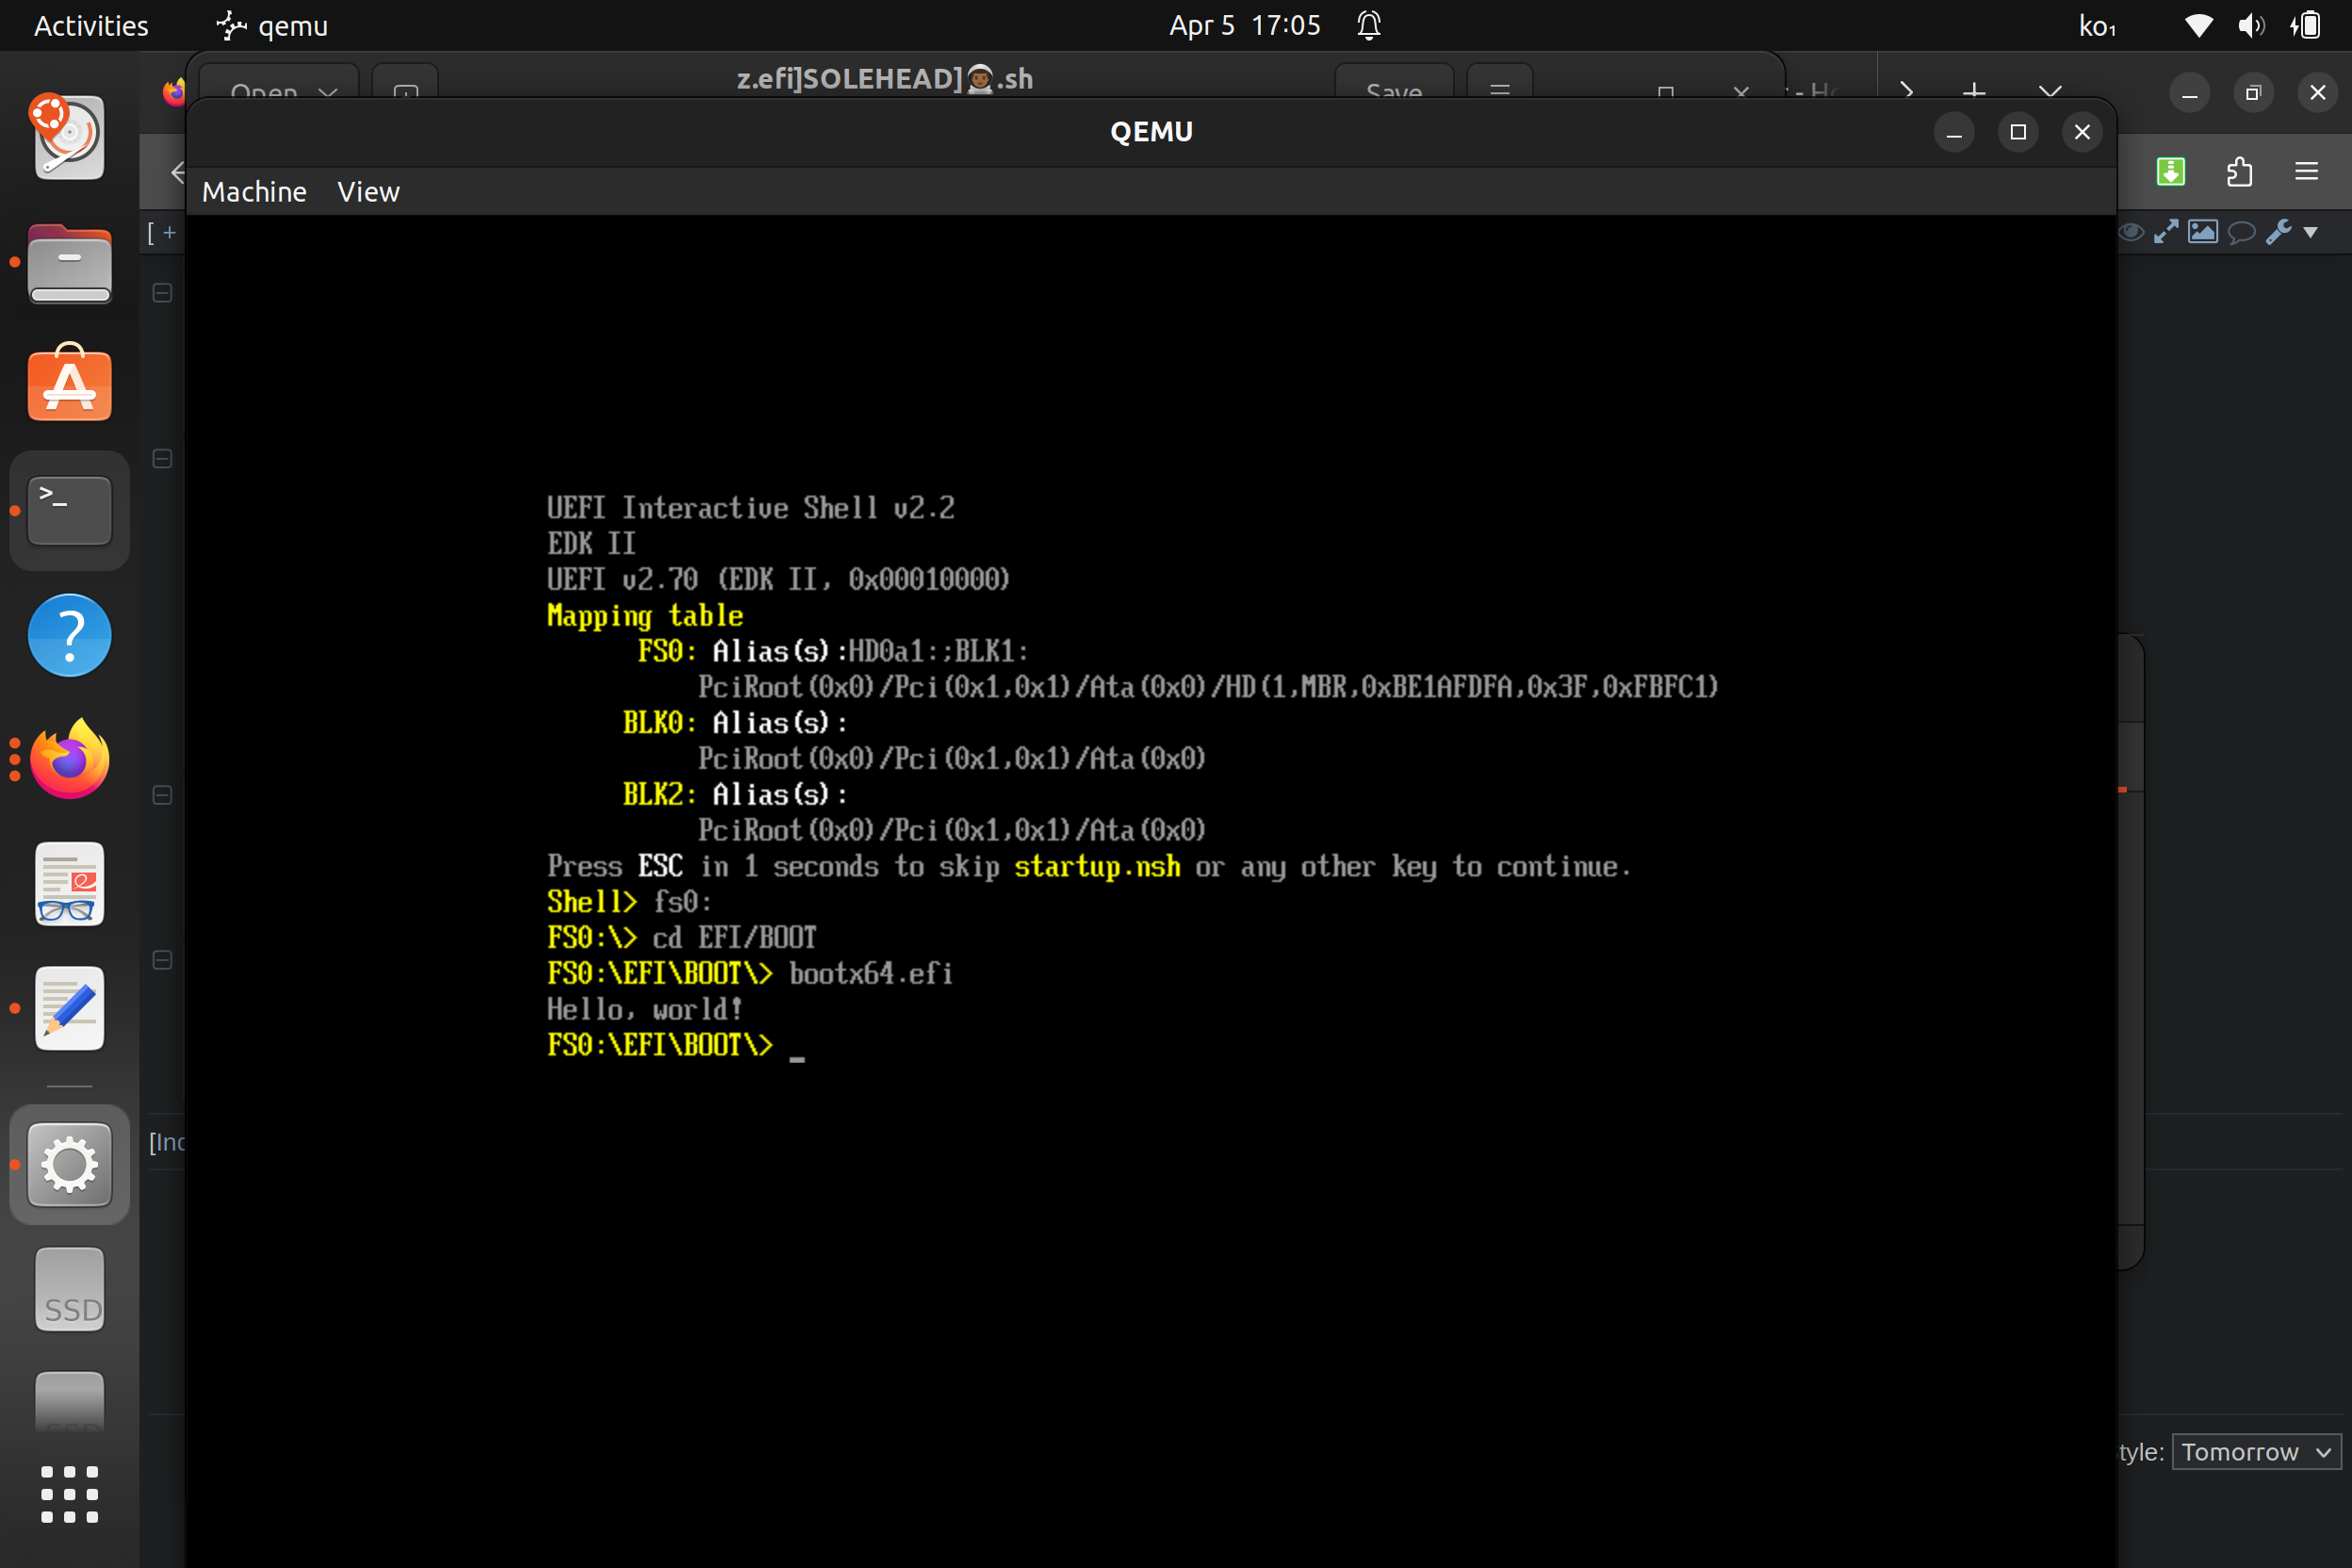 Activities qemu Apr 5 17:05 ko₁
Open z.efi]SOLEHEAD]👨🏾‍🚀.sh Save
QEMU
Machine View
[ +
UEFI Interactive Shell v2.2
EDK II
UEFI v2.70 (EDK II, 0x00010000)
Mapping table
FS0: Alias(s):HD0a1:;BLK1:
PciRoot(0x0)/Pci(0x1,0x1)/Ata(0x0)/HD(1,MBR,0xBE1AFDFA,0x3F,0xFBFC1)
BLK0: Alias(s):
PciRoot(0x0)/Pci(0x1,0x1)/Ata(0x0)
BLK2: Alias(s):
PciRoot(0x0)/Pci(0x1,0x1)/Ata(0x0)
Press ESC in 1 seconds to skip startup.nsh or any other key to continue.
Shell> fs0:
FS0:\> cd EFI/BOOT
FS0:\EFI\BOOT\> bootx64.efi
Hello, world!
FS0:\EFI\BOOT\> _
SSD
SSD
tyle: Tomorrow